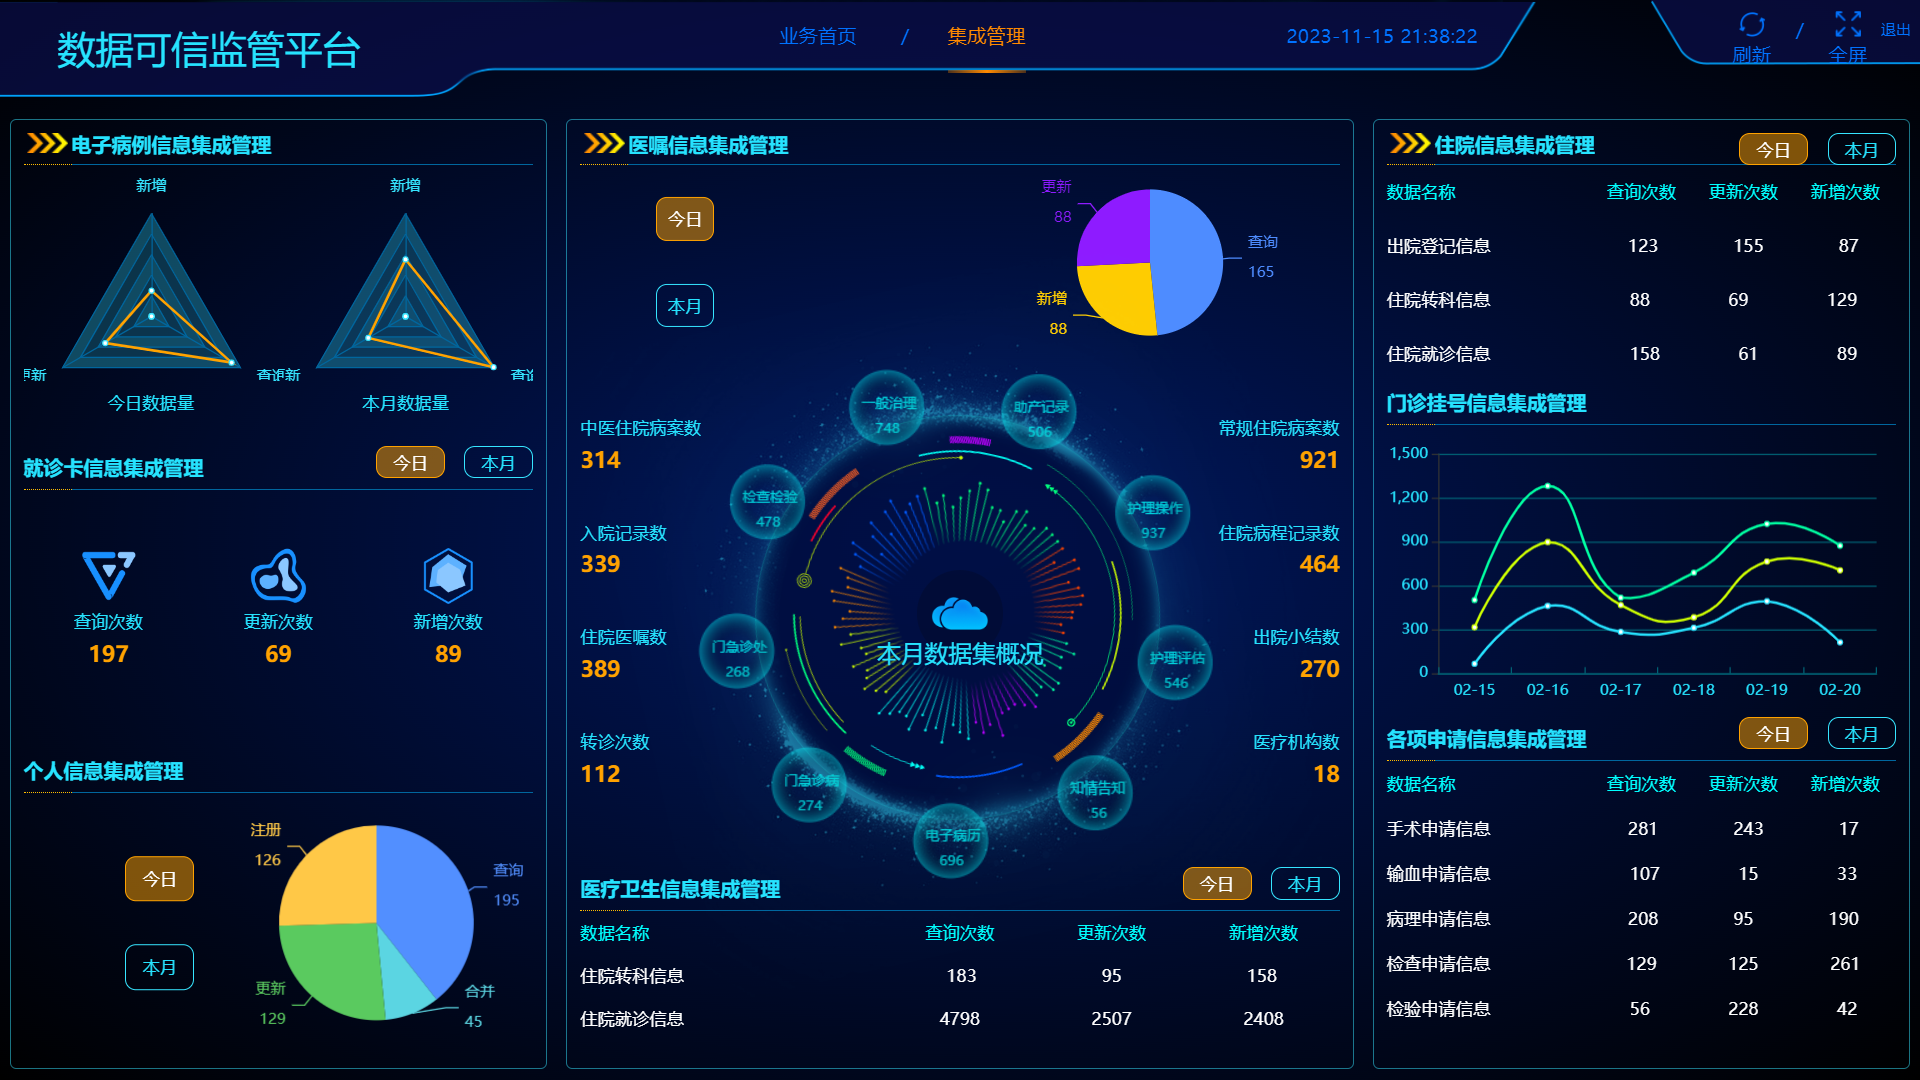 数据可信监管平台
业务首页 / 集成管理
2023-11-15 21:38:22
刷新 / 全屏 退出
电子病例信息集成管理
新增
更新
今日数据量
新增
更新
本月数据量
就诊卡信息集成管理
今日 本月
查询次数 更新次数 新增次数
197 69 89
个人信息集成管理
今日
本月
注册
126
查询
195
更新
129
合并
45
医嘱信息集成管理
今日
本月
更新
88
查询
165
新增
88
中医住院病案数
314
入院记录数
339
住院医嘱数
389
转诊次数
112
一般治理
748
助产记录
506
检查检验
478
护理操作
937
门急诊处
268
护理评估
546
门急诊病
274
知情告知
56
电子病历
696
本月数据集概况
常规住院病案数
921
住院病程记录数
464
出院小结数
270
医疗机构数
18
医疗卫生信息集成管理
今日 本月
数据名称 查询次数 更新次数 新增次数
住院转科信息 183 95 158
住院就诊信息 4798 2507 2408
住院信息集成管理
今日 本月
数据名称 查询次数 更新次数 新增次数
出院登记信息 123 155 87
住院转科信息 88 69 129
住院就诊信息 158 61 89
门诊挂号信息集成管理
1,500
1,200
900
600
300
0
02-15 02-16 02-17 02-18 02-19 02-20
各项申请信息集成管理
今日 本月
数据名称 查询次数 更新次数 新增次数
手术申请信息 281 243 17
输血申请信息 107 15 33
病理申请信息 208 95 190
检查申请信息 129 125 261
检验申请信息 56 228 42